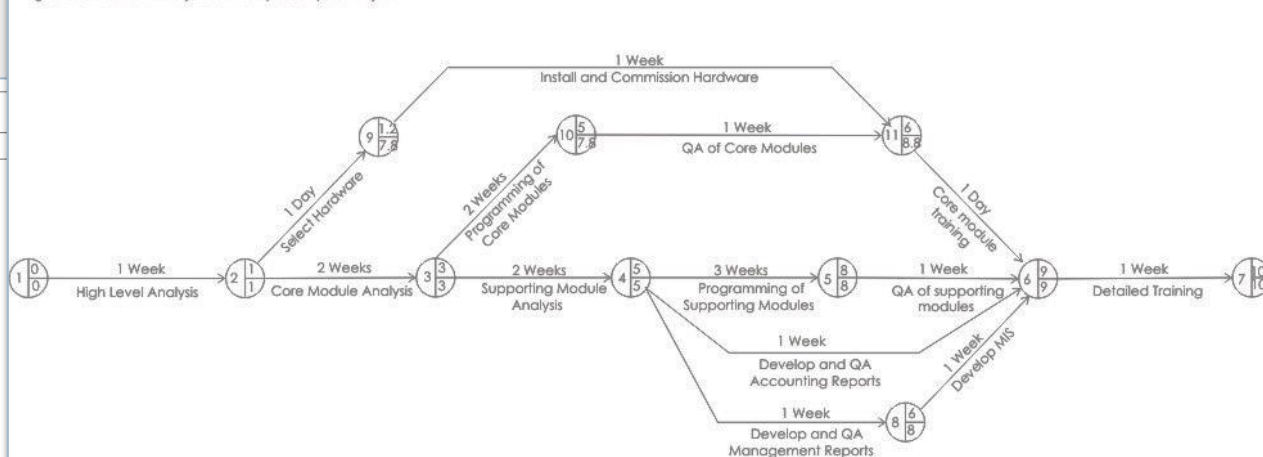 1 Week
Install and Commission Hardware
9 1.2 7.8
10 5 7.8
1 Week
QA of Core Modules
11 6 8.8
1 Day
Select Hardware
2 Weeks
Programming of
Core Modules
1 Day
Core module
training
1 0 0
1 Week
High Level Analysis
2 1 1
2 Weeks
Core Module Analysis
3 3 3
2 Weeks
Supporting Module
Analysis
4 5 5
3 Weeks
Programming of
Supporting Modules
5 8 8
1 Week
QA of supporting
modules
6 9 9
1 Week
Detailed Training
7 10 10
1 Week
Develop and QA
Accounting Reports
1 Week
Develop MIS
1 Week
Develop and QA
Management Reports
8 6 8